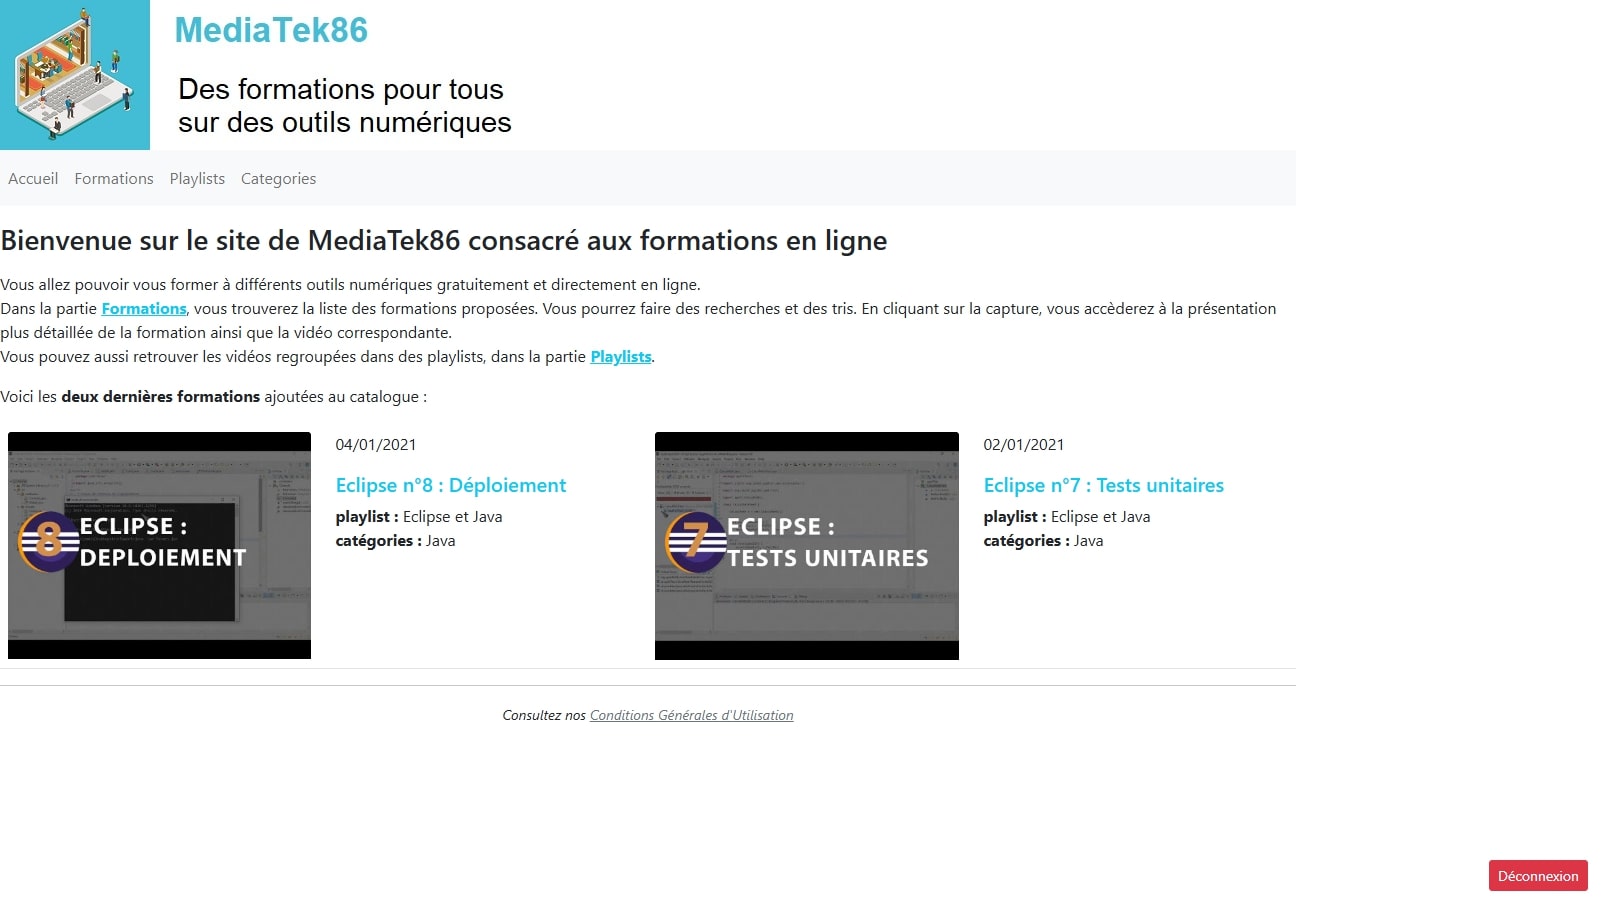 MediaTek86
Des formations pour tous
sur des outils numériques
Accueil Formations Playlists Categories
Bienvenue sur le site de MediaTek86 consacré aux formations en ligne
Vous allez pouvoir vous former à différents outils numériques gratuitement et directement en ligne.
Dans la partie Formations, vous trouverez la liste des formations proposées. Vous pourrez faire des recherches et des tris. En cliquant sur la capture, vous accèderez à la présentation
plus détaillée de la formation ainsi que la vidéo correspondante.
Vous pouvez aussi retrouver les vidéos regroupées dans des playlists, dans la partie Playlists.
Voici les deux dernières formations ajoutées au catalogue :
8 ECLIPSE :
DEPLOIEMENT
04/01/2021
Eclipse n°8 : Déploiement
playlist : Eclipse et Java
catégories : Java
7 ECLIPSE :
TESTS UNITAIRES
02/01/2021
Eclipse n°7 : Tests unitaires
playlist : Eclipse et Java
catégories : Java
Consultez nos Conditions Générales d'Utilisation
Déconnexion